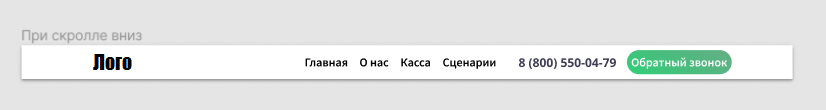 При скролле вниз
Лого Главная О нас Касса Сценарии 8 (800) 550-04-79 Обратный звонок